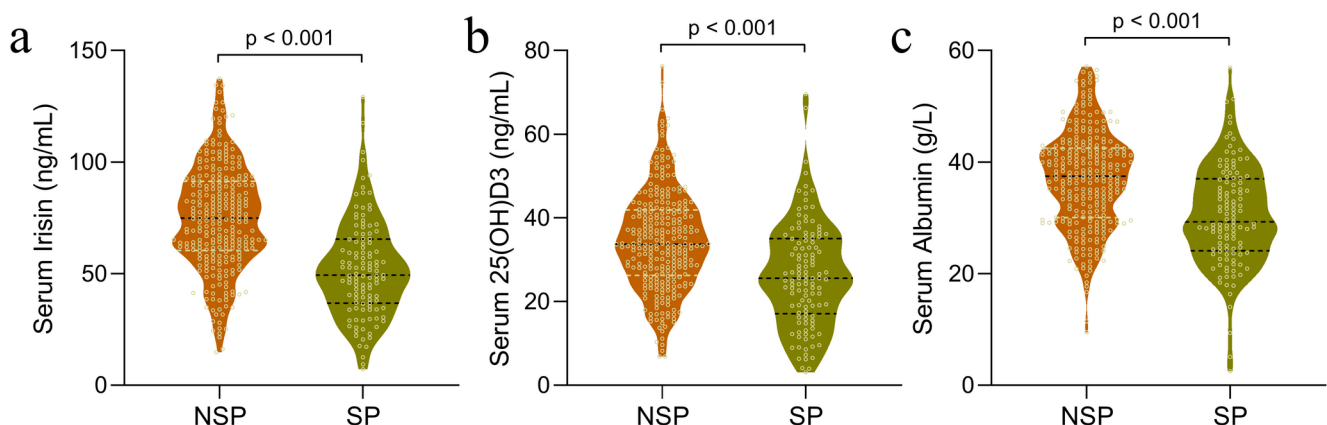 a
Serum Irisin (ng/mL)
150
100
50
0
p < 0.001
NSP
SP
b
Serum 25(OH)D3 (ng/mL)
80
60
40
20
0
p < 0.001
NSP
SP
c
Serum Albumin (g/L)
60
40
20
0
p < 0.001
NSP
SP